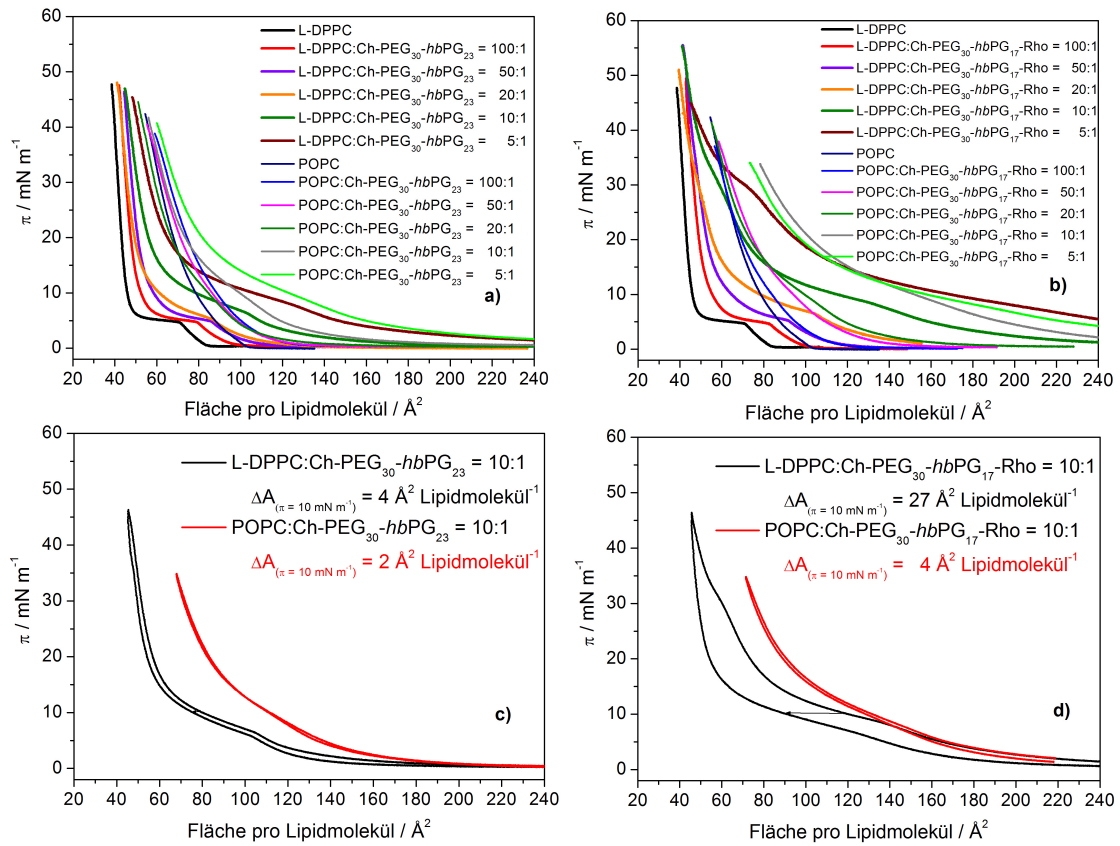 L-DPPC
L-DPPC:Ch-PEG30-hbPG23 = 100:1
L-DPPC:Ch-PEG30-hbPG23 = 50:1
L-DPPC:Ch-PEG30-hbPG23 = 20:1
L-DPPC:Ch-PEG30-hbPG23 = 10:1
L-DPPC:Ch-PEG30-hbPG23 = 5:1
POPC
POPC:Ch-PEG30-hbPG23 = 100:1
POPC:Ch-PEG30-hbPG23 = 50:1
POPC:Ch-PEG30-hbPG23 = 20:1
POPC:Ch-PEG30-hbPG23 = 10:1
POPC:Ch-PEG30-hbPG23 = 5:1
a)
π / mN m-1
60
50
40
30
20
10
0
20 40 60 80 100 120 140 160 180 200 220 240
Fläche pro Lipidmolekül / Å2
L-DPPC
L-DPPC:Ch-PEG30-hbPG17-Rho = 100:1
L-DPPC:Ch-PEG30-hbPG17-Rho = 50:1
L-DPPC:Ch-PEG30-hbPG17-Rho = 20:1
L-DPPC:Ch-PEG30-hbPG17-Rho = 10:1
L-DPPC:Ch-PEG30-hbPG17-Rho = 5:1
POPC
POPC:Ch-PEG30-hbPG17-Rho = 100:1
POPC:Ch-PEG30-hbPG17-Rho = 50:1
POPC:Ch-PEG30-hbPG17-Rho = 20:1
POPC:Ch-PEG30-hbPG17-Rho = 10:1
POPC:Ch-PEG30-hbPG17-Rho = 5:1
b)
π / mN m-1
60
50
40
30
20
10
0
20 40 60 80 100 120 140 160 180 200 220 240
Fläche pro Lipidmolekül / Å2
L-DPPC:Ch-PEG30-hbPG23 = 10:1
ΔA(π = 10 mN m-1) = 4 Å2 Lipidmolekül-1
POPC:Ch-PEG30-hbPG23 = 10:1
ΔA(π = 10 mN m-1) = 2 Å2 Lipidmolekül-1
c)
π / mN m-1
60
50
40
30
20
10
0
20 40 60 80 100 120 140 160 180 200 220 240
Fläche pro Lipidmolekül / Å2
L-DPPC:Ch-PEG30-hbPG17-Rho = 10:1
ΔA(π = 10 mN m-1) = 27 Å2 Lipidmolekül-1
POPC:Ch-PEG30-hbPG17-Rho = 10:1
ΔA(π = 10 mN m-1) = 4 Å2 Lipidmolekül-1
d)
π / mN m-1
60
50
40
30
20
10
0
20 40 60 80 100 120 140 160 180 200 220 240
Fläche pro Lipidmolekül / Å2